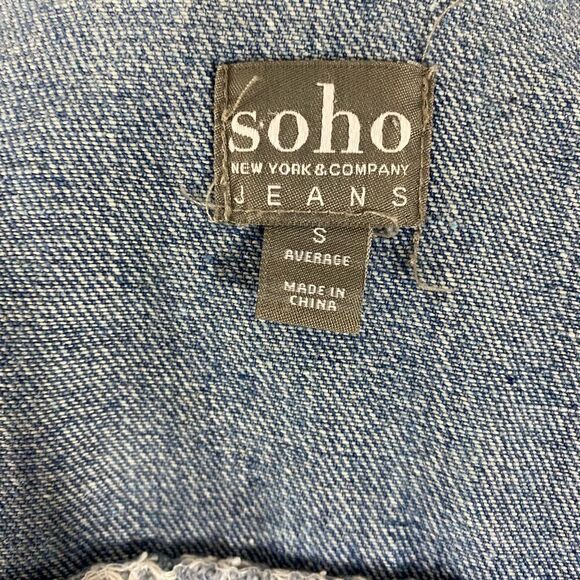 soho
NEW YORK & COMPANY
JEANS
S
AVERAGE
MADE IN
CHINA